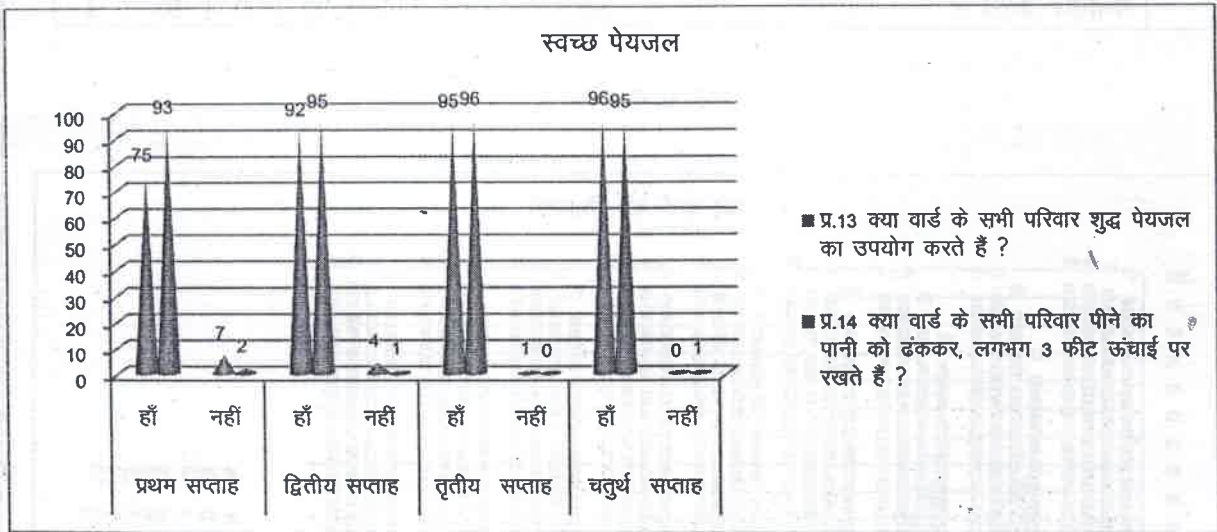 स्वच्छ पेयजल
93
92 95
95 96
96 95
100
90
80
70
60
50
40
30
20
10
0
75
7 2
4 1
1 0
0 1
हाँ नहीं हाँ नहीं हाँ नहीं हाँ नहीं
प्रथम सप्ताह द्वितीय सप्ताह तृतीय सप्ताह चतुर्थ सप्ताह
प्र.13 क्या वार्ड के सभी परिवार शुद्ध पेयजल
का उपयोग करते हैं ?
प्र.14 क्या वार्ड के सभी परिवार पीने का
पानी को ढंककर, लगभग 3 फीट ऊंचाई पर
रखते हैं ?